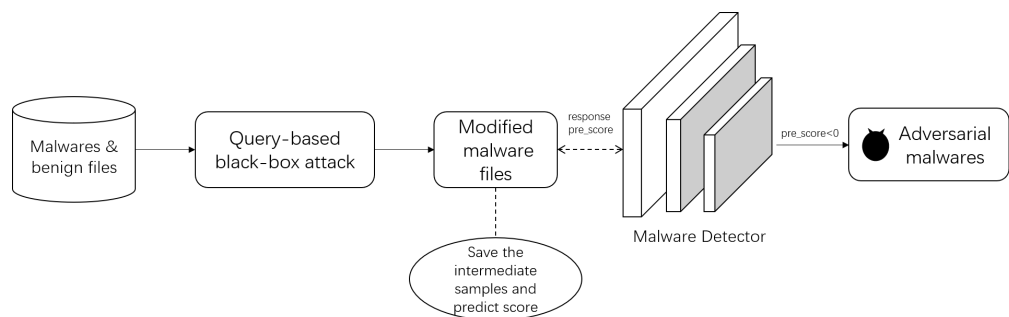 Malwares &
benign files
Query-based
black-box attack
Modified
malware
files
response
pre_score
Malware Detector
pre_score<0
Adversarial
malwares
Save the
intermediate
samples and
predict score